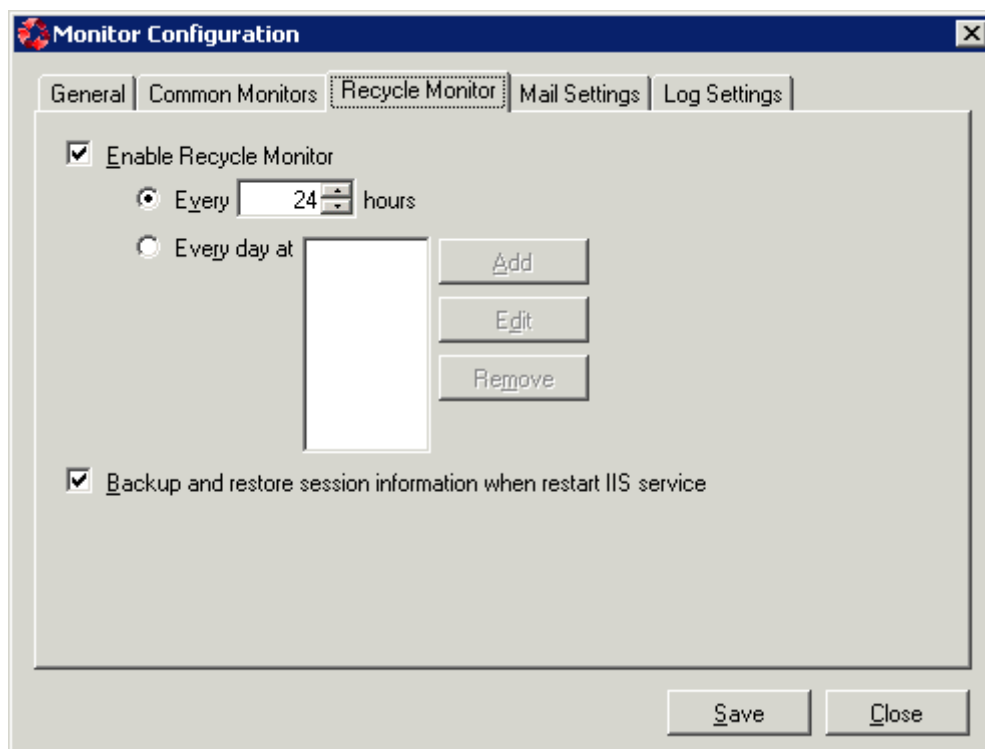 Monitor Configuration
General Common Monitors Recycle Monitor Mail Settings Log Settings
Enable Recycle Monitor
Every 24 hours
Every day at Add
Edit
Remove
Backup and restore session information when restart IIS service
Save Close